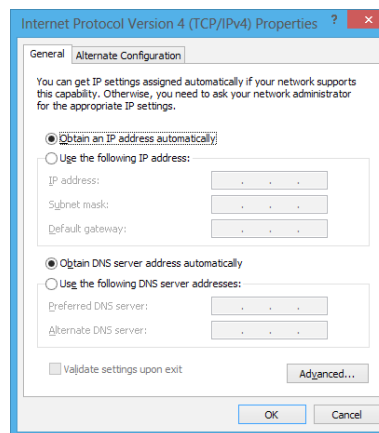 Internet Protocol Version 4 (TCP/IPv4) Properties ? ×
General Alternate Configuration
You can get IP settings assigned automatically if your network supports
this capability. Otherwise, you need to ask your network administrator
for the appropriate IP settings.
Obtain an IP address automatically
Use the following IP address:
IP address: . . .
Subnet mask: . . .
Default gateway: . . .
Obtain DNS server address automatically
Use the following DNS server addresses:
Preferred DNS server: . . .
Alternate DNS server: . . .
Validate settings upon exit
Advanced...
OK Cancel